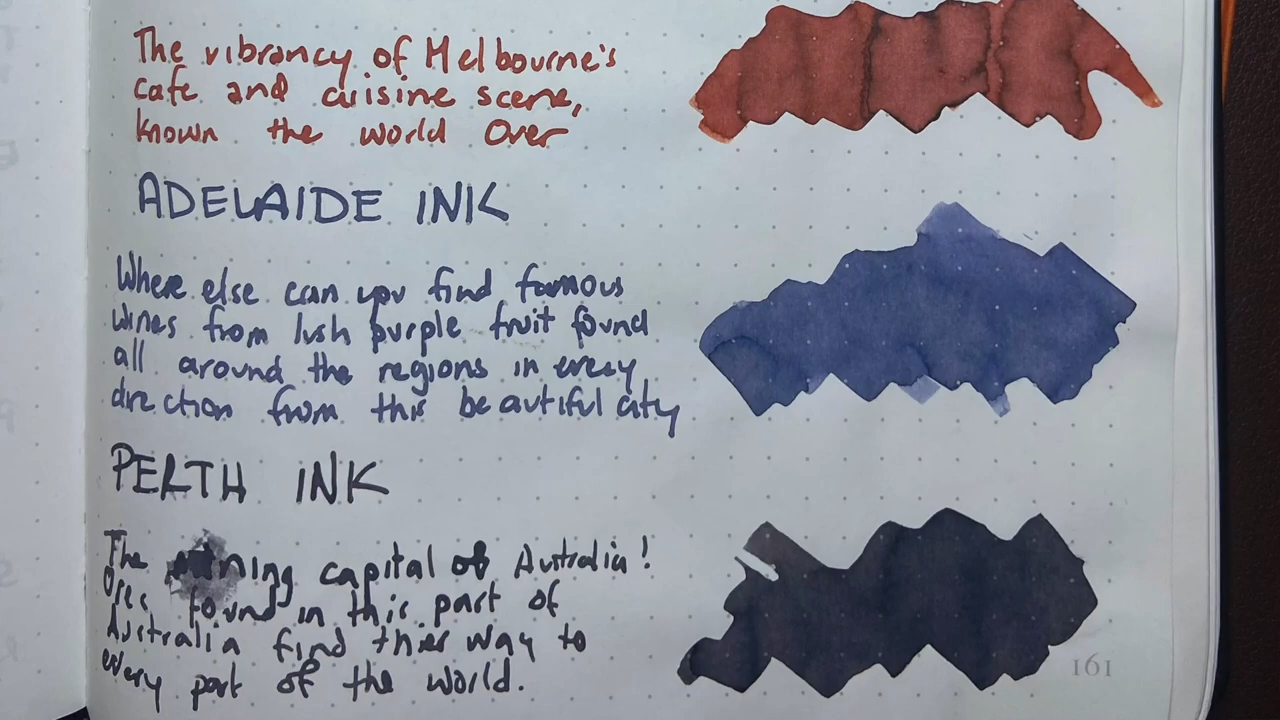 The vibrancy of Melbourne's
cafe and cuisine scene,
known the world Over
ADELAIDE INK
Where else can you find famous
wines from lush purple fruit found
all around the regions in every
direction from this beautiful city
PERTH INK
The mining capital of Australia!
Ores found in this part of
Australia find thier way to
every part of the world.
161